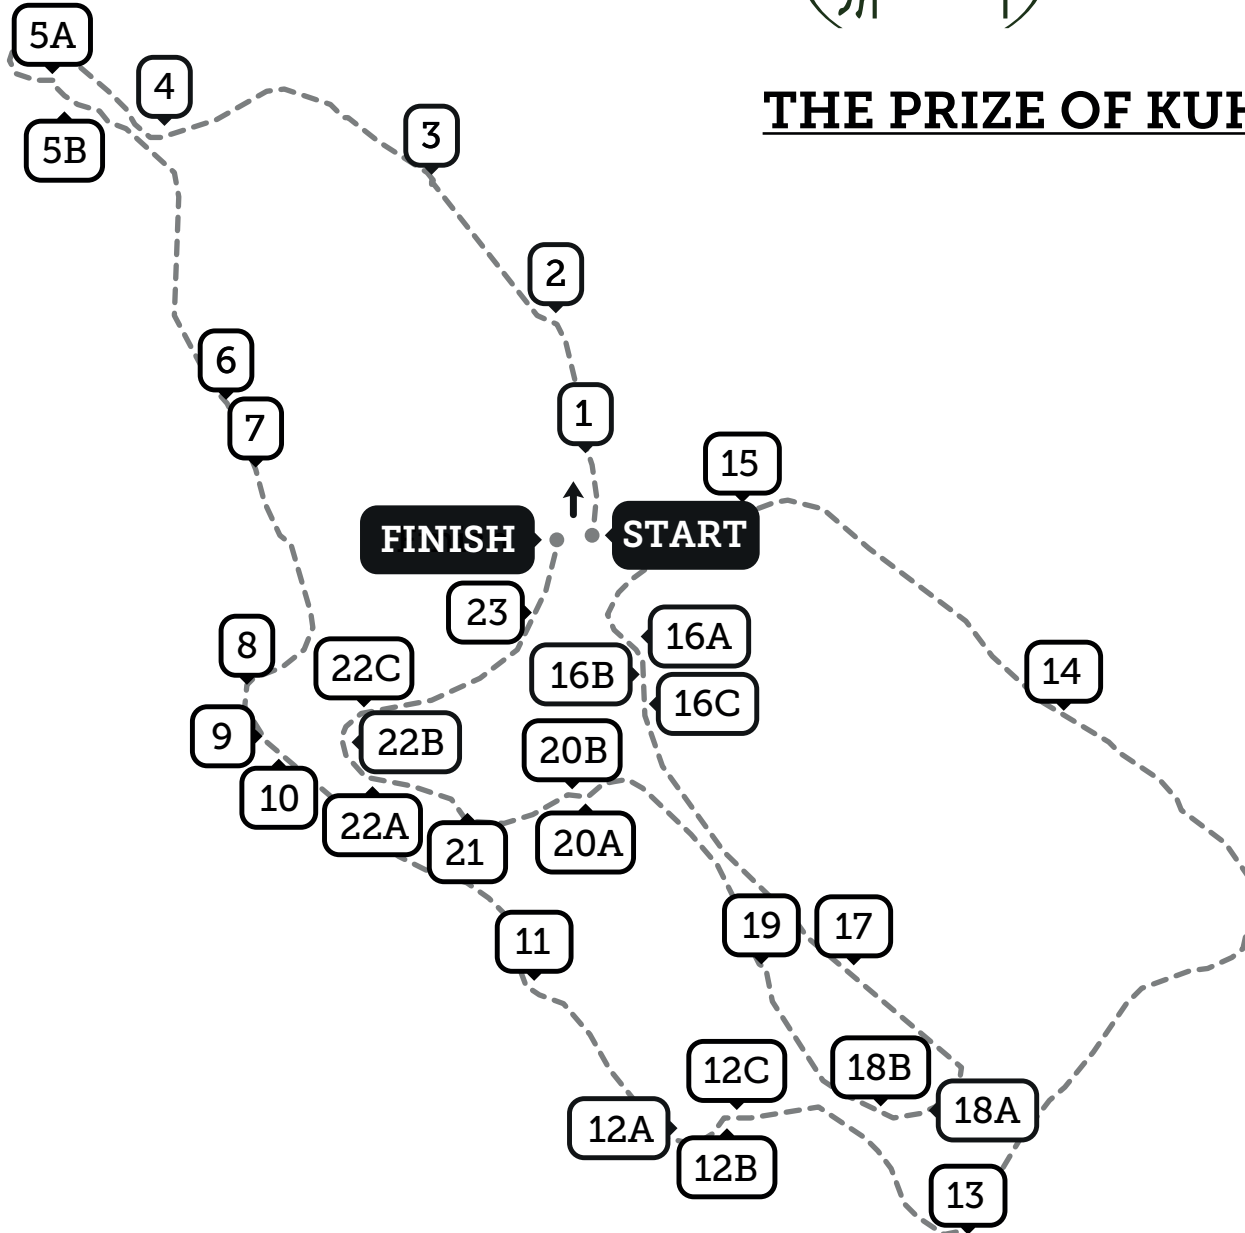 5A
4
THE PRIZE OF KUH
3
5B
2
6
1
7
15
FINISH
START
23
8
16A
22C
16B
14
16C
9
22B
20B
10
22A
20A
21
19
17
11
12C
18B
18A
12A
12B
13